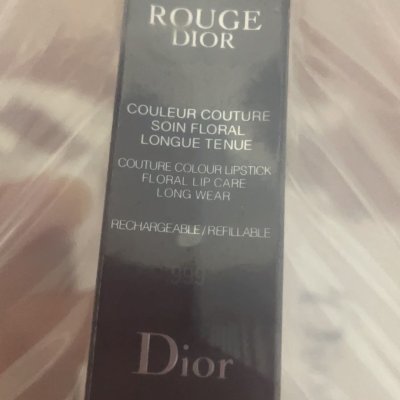 ROUGE
DIOR
COULEUR COUTURE
SOIN FLORAL
LONGUE TENUE
COUTURE COLOUR LIPSTICK
FLORAL LIP CARE
LONG WEAR
RECHARGEABLE/REFILLABLE
999
Dior